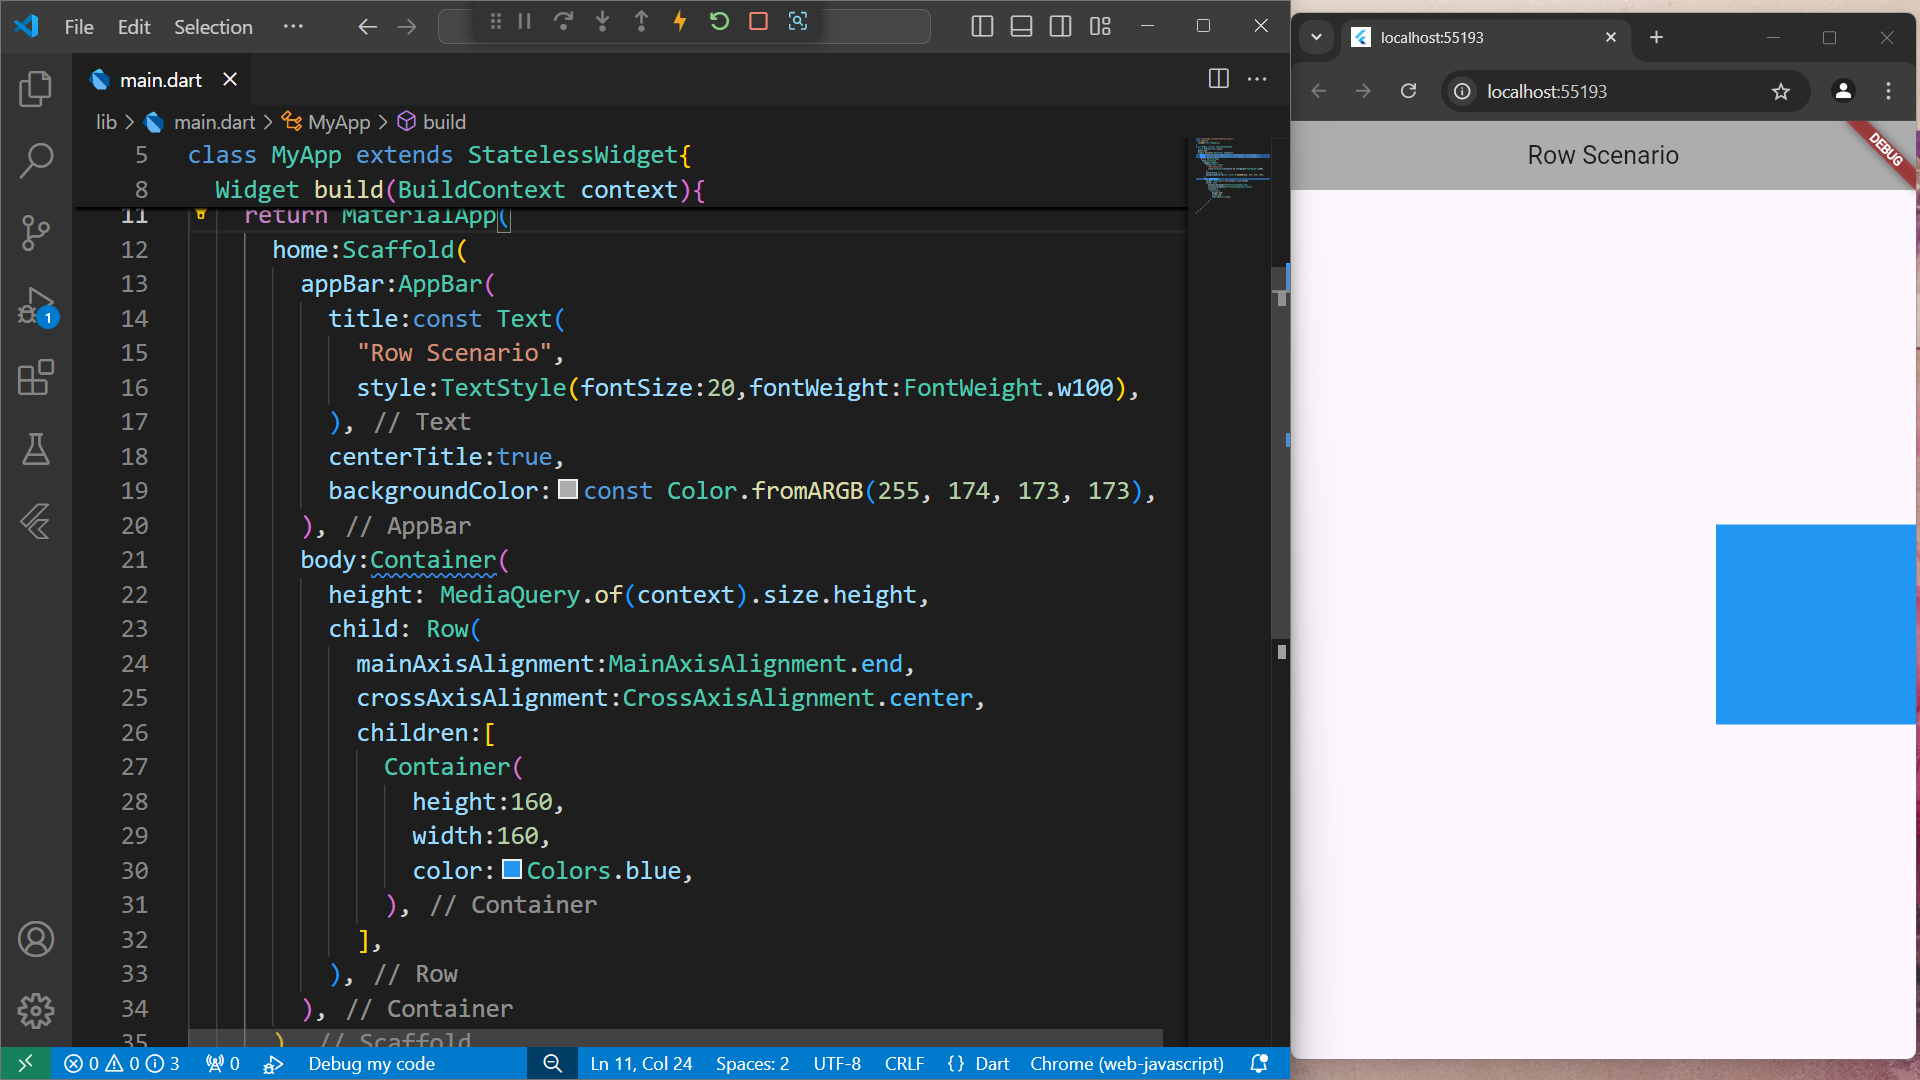 File Edit Selection ···
main.dart
lib > main.dart > MyApp > build
5 class MyApp extends StatelessWidget{
8 Widget build(BuildContext context){
11 return MaterialApp(
12 home:Scaffold(
13 appBar:AppBar(
14 title:const Text(
15 "Row Scenario",
16 style:TextStyle(fontSize:20,fontWeight:FontWeight.w100),
17 ), // Text
18 centerTitle:true,
19 backgroundColor:const Color.fromARGB(255, 174, 173, 173),
20 ), // AppBar
21 body:Container(
22 height: MediaQuery.of(context).size.height,
23 child: Row(
24 mainAxisAlignment:MainAxisAlignment.end,
25 crossAxisAlignment:CrossAxisAlignment.center,
26 children:[
27 Container(
28 height:160,
29 width:160,
30 color:Colors.blue,
31 ), // Container
32 ],
33 ), // Row
34 ), // Container
35 ) // Scaffold
1
0 0 3 0 Debug my code Ln 11, Col 24 Spaces: 2 UTF-8 CRLF {} Dart Chrome (web-javascript)
localhost:55193
localhost:55193
Row Scenario
DEBUG